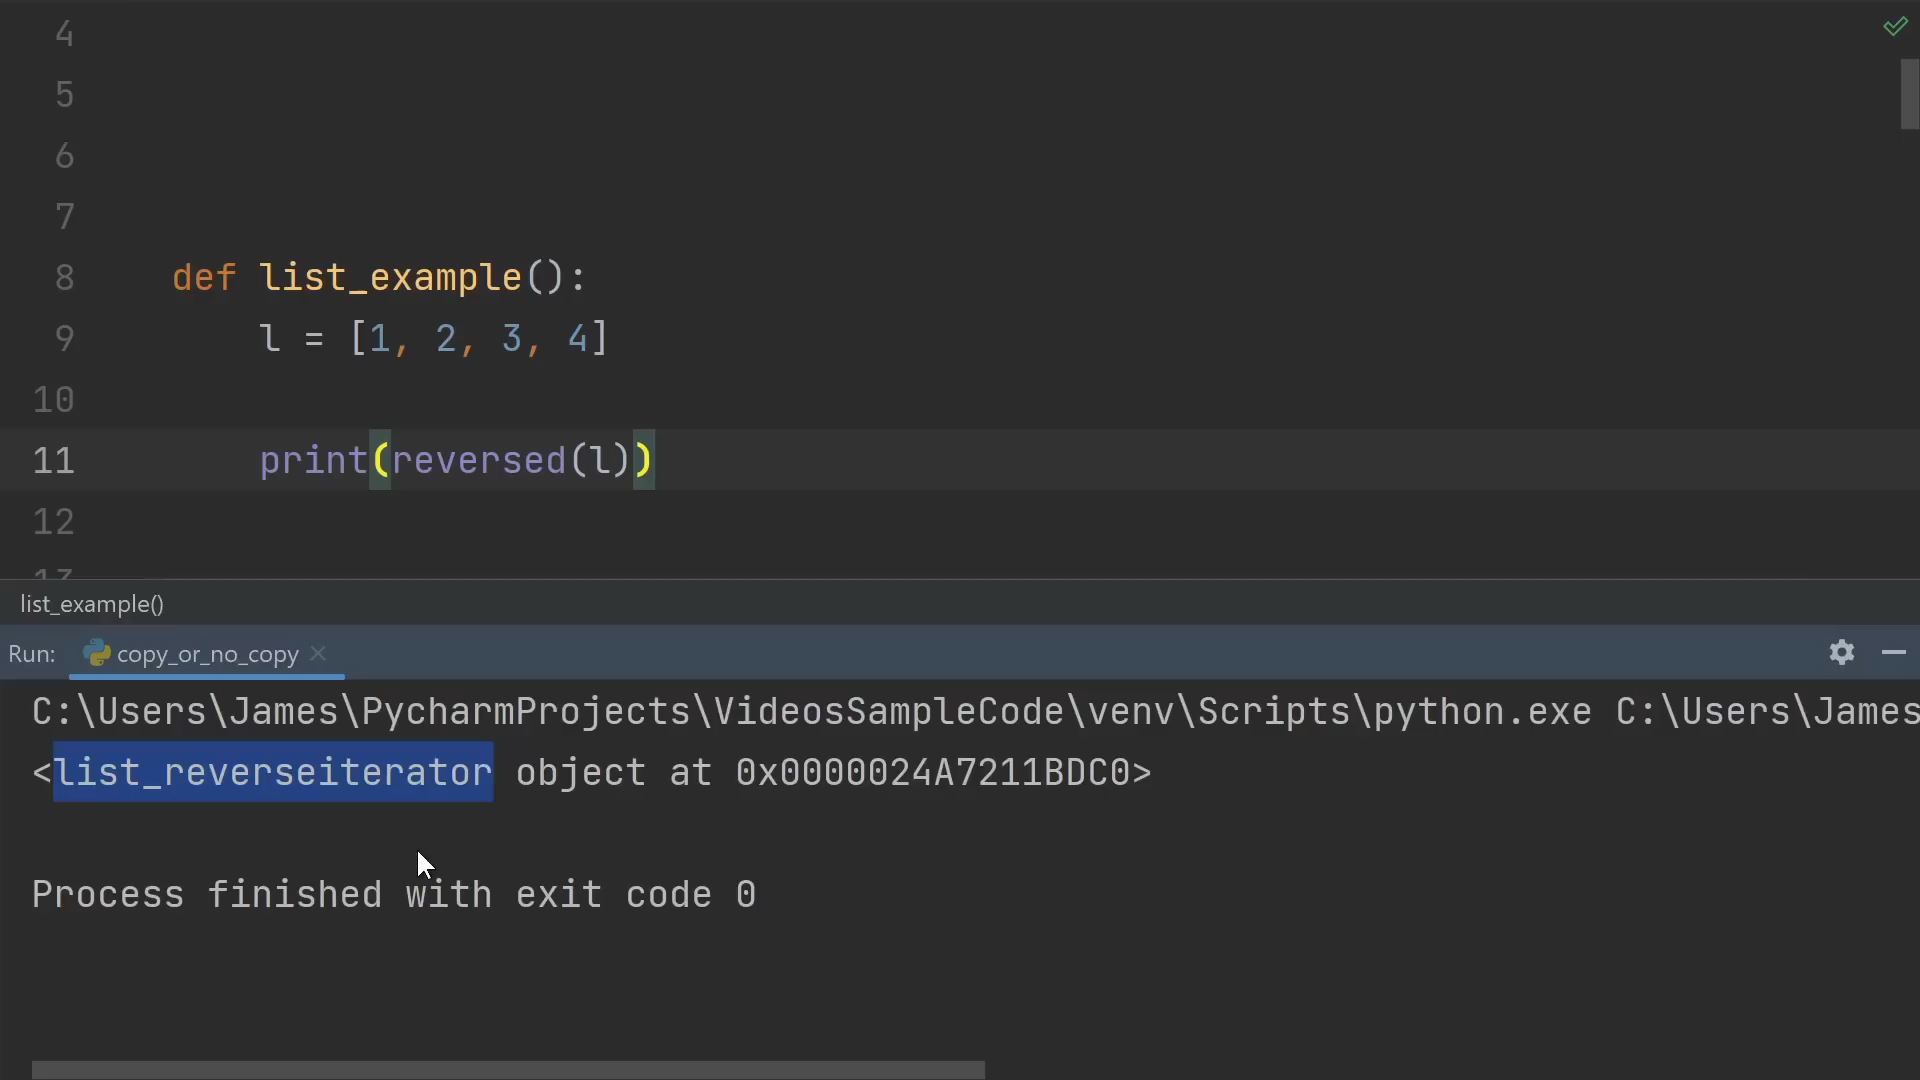 4
5
6
7
8 def list_example():
9 l = [1, 2, 3, 4]
10
11 print(reversed(l))
12
13
list_example()
Run: copy_or_no_copy
C:\Users\James\PycharmProjects\VideosSampleCode\venv\Scripts\python.exe C:\Users\James
<list_reverseiterator object at 0x0000024A7211BDC0>
Process finished with exit code 0